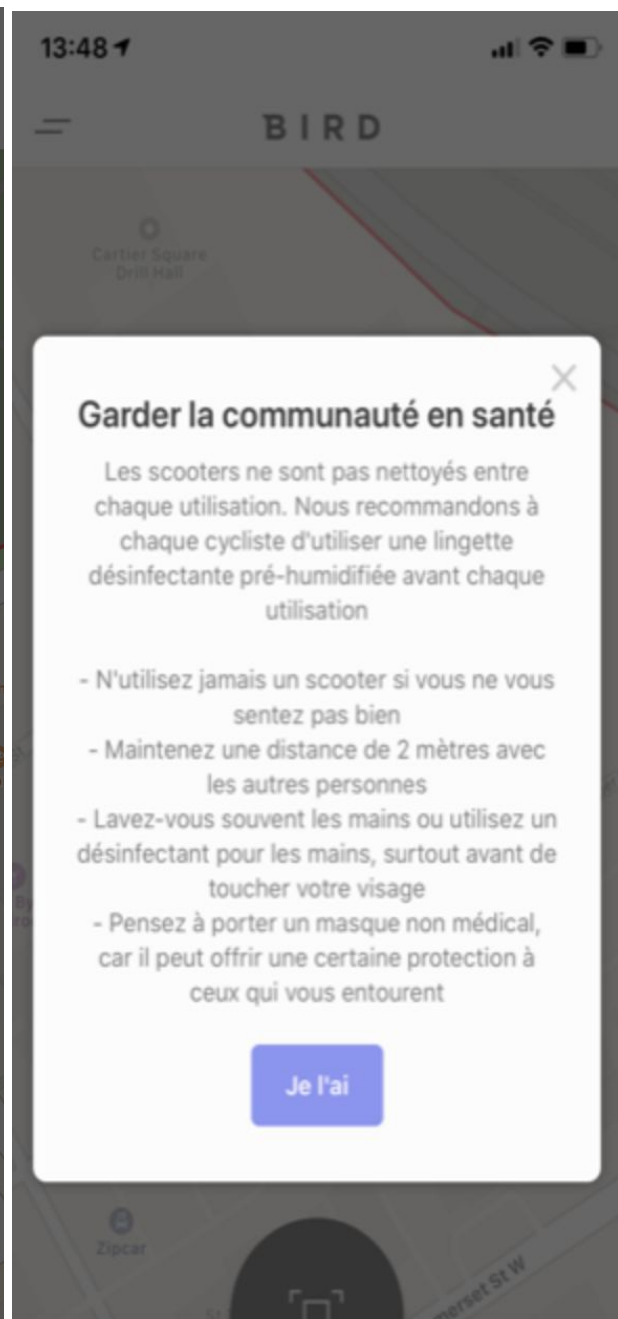 13:48
BIRD
Cartier Square
Drill Hall
Garder la communauté en santé
Les scooters ne sont pas nettoyés entre
chaque utilisation. Nous recommandons à
chaque cycliste d'utiliser une lingette
désinfectante pré-humidifiée avant chaque
utilisation
- N'utilisez jamais un scooter si vous ne vous
sentez pas bien
- Maintenez une distance de 2 mètres avec
les autres personnes
- Lavez-vous souvent les mains ou utilisez un
désinfectant pour les mains, surtout avant de
toucher votre visage
- Pensez à porter un masque non médical,
car il peut offrir une certaine protection à
ceux qui vous entourent
Je l'ai
Zipcar
merset St W